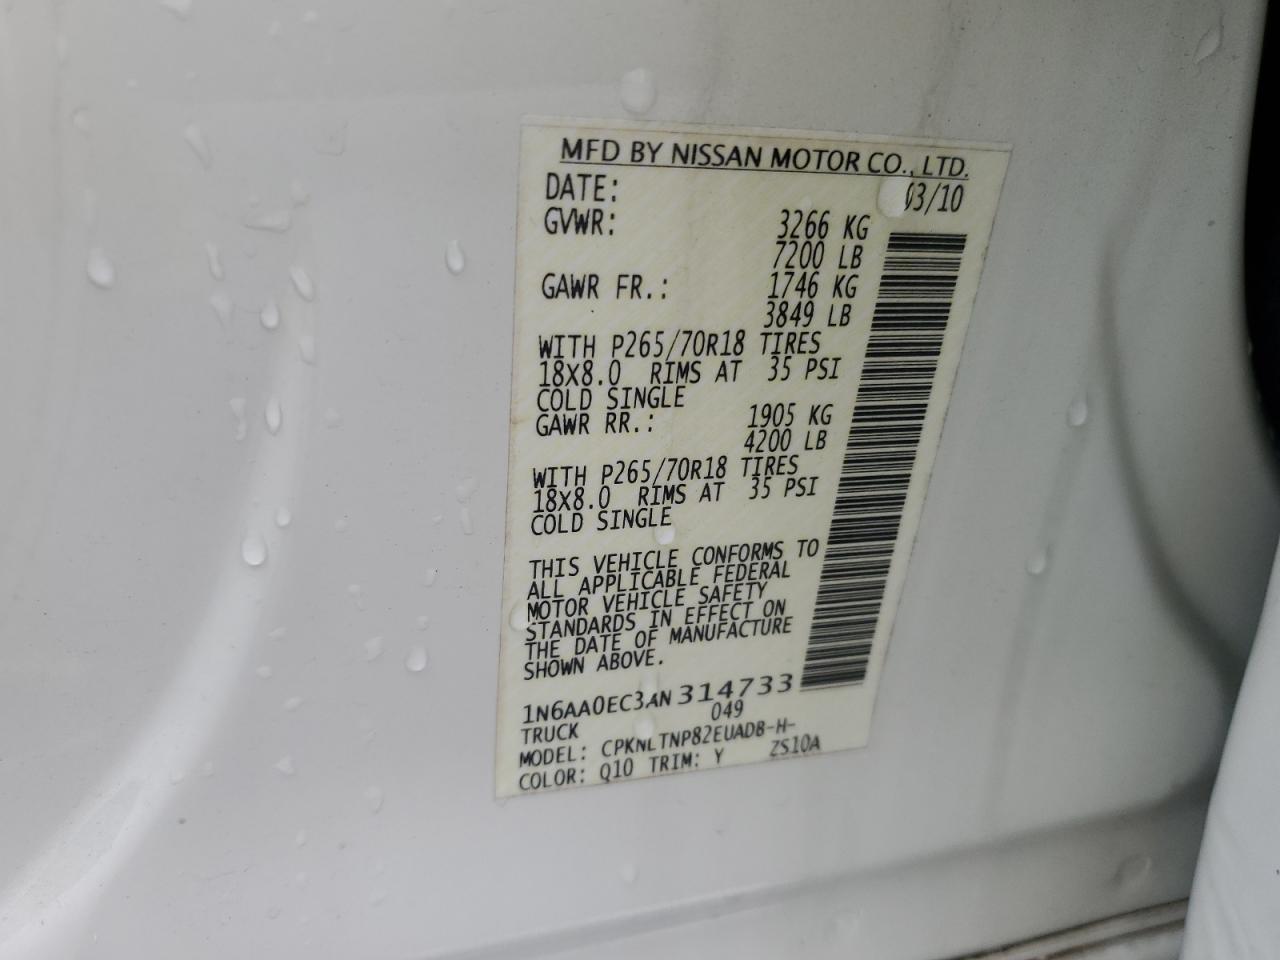 MFD BY NISSAN MOTOR CO., LTD.
DATE: 03/10
GVWR: 3266 KG
7200 LB
GAWR FR.: 1746 KG
3849 LB
WITH P265/70R18 TIRES
18X8.0 RIMS AT 35 PSI
COLD SINGLE
GAWR RR.: 1905 KG
4200 LB
WITH P265/70R18 TIRES
18X8.0 RIMS AT 35 PSI
COLD SINGLE
THIS VEHICLE CONFORMS TO
ALL APPLICABLE FEDERAL
MOTOR VEHICLE SAFETY
STANDARDS IN EFFECT ON
THE DATE OF MANUFACTURE
SHOWN ABOVE.
1N6AA0EC3AN314733
TRUCK 049
MODEL: CPKNLTNP82EUADB-H-
COLOR: Q10 TRIM: Y ZS10A